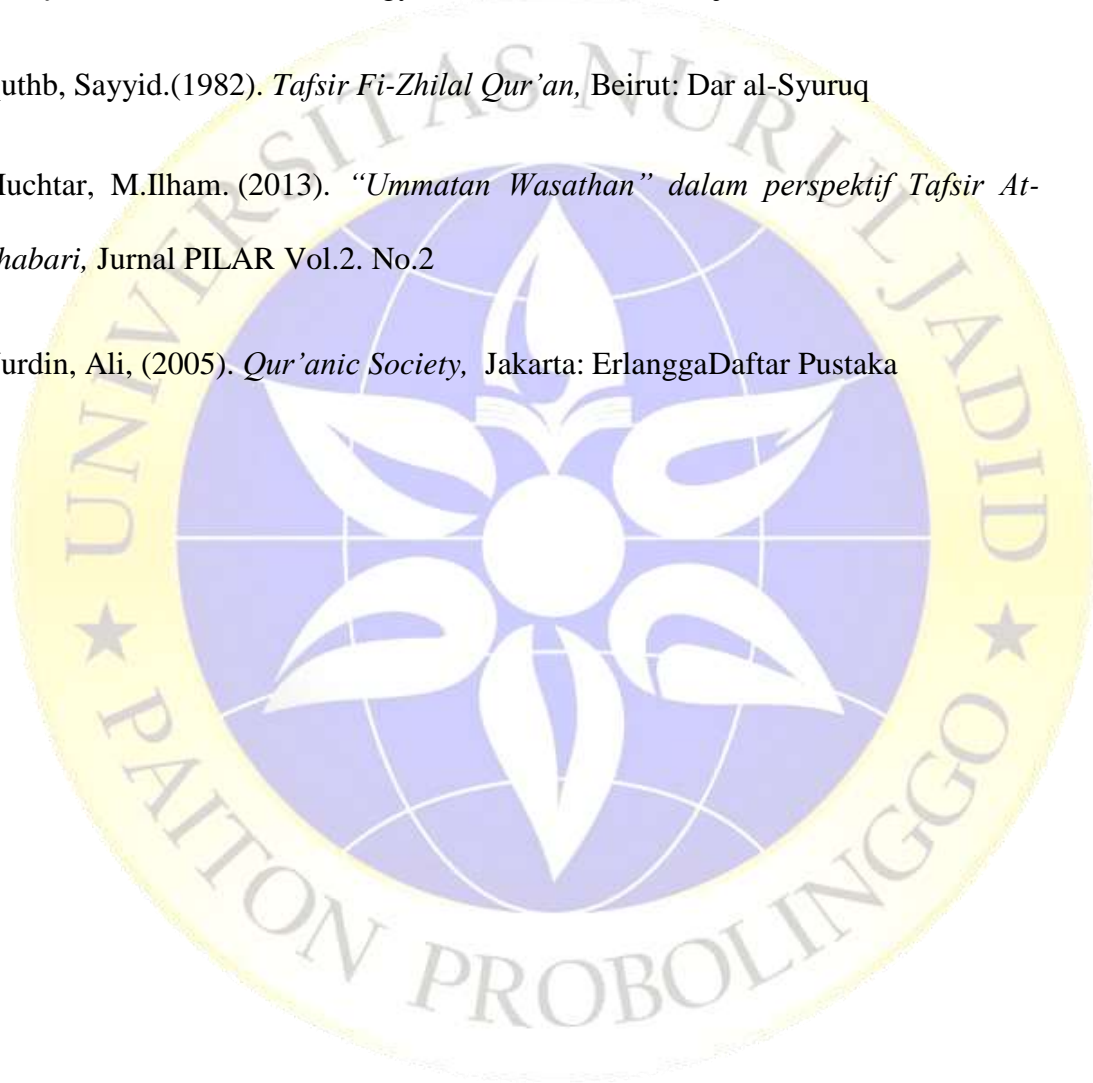 uthb, Sayyid.(1982). Tafsir Fi-Zhilal Qur’an, Beirut: Dar al-Syuruq
uchtar, M.Ilham. (2013). “Ummatan Wasathan” dalam perspektif Tafsir At-
habari, Jurnal PILAR Vol.2. No.2
urdin, Ali, (2005). Qur’anic Society, Jakarta: ErlanggaDaftar Pustaka
UNIVERSITAS NURUL JADID
★ PAITON PROBOLINGGO ★